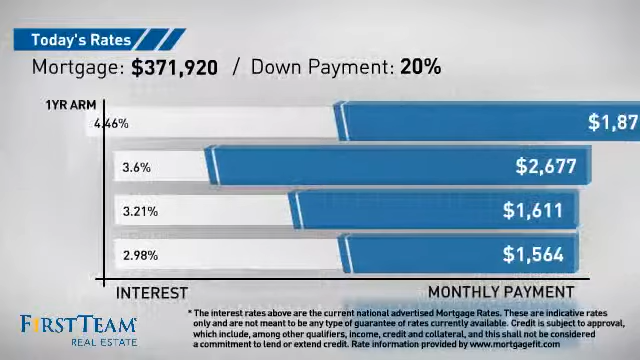 Today's Rates
Mortgage: $371,920 / Down Payment: 20%
1YR ARM
4.46%
$1,87
3.6%
$2,677
3.21%
$1,611
2.98%
$1,564
INTEREST
MONTHLY PAYMENT
FIRSTTEAM®
REAL ESTATE
* The interest rates above are the current national advertised Mortgage Rates. These are indicative rates
only and are not meant to be any type of guarantee of rates currently available. Credit is subject to approval,
which include, among other qualifiers, income, credit and collateral, and this shall not be considered
a commitment to lend or extend credit. Rate information provided by www.mortgagefit.com